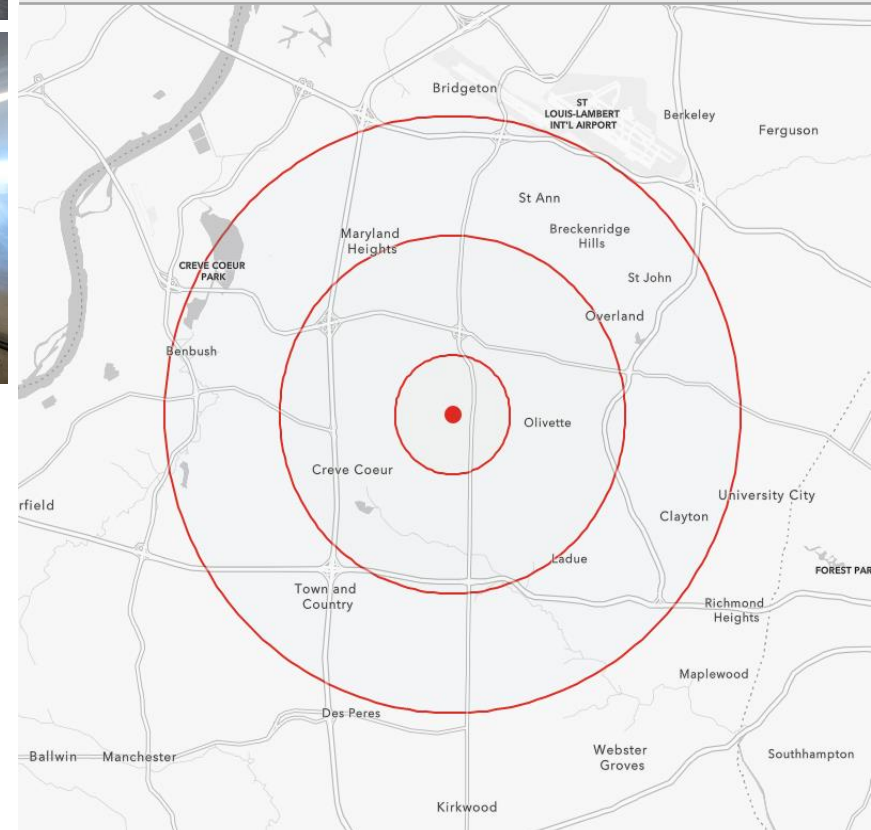 Bridgeton
ST
LOUIS-LAMBERT
INT'L AIRPORT
Berkeley
Ferguson
St Ann
Breckenridge
Hills
Maryland
Heights
CREVE COEUR
PARK
St John
Overland
Benbush
Olivette
Creve Coeur
rfield
University City
Clayton
Ladue
FOREST PAR
Town and
Country
Richmond
Heights
Maplewood
Des Peres
Ballwin
Manchester
Webster
Groves
Southhampton
Kirkwood